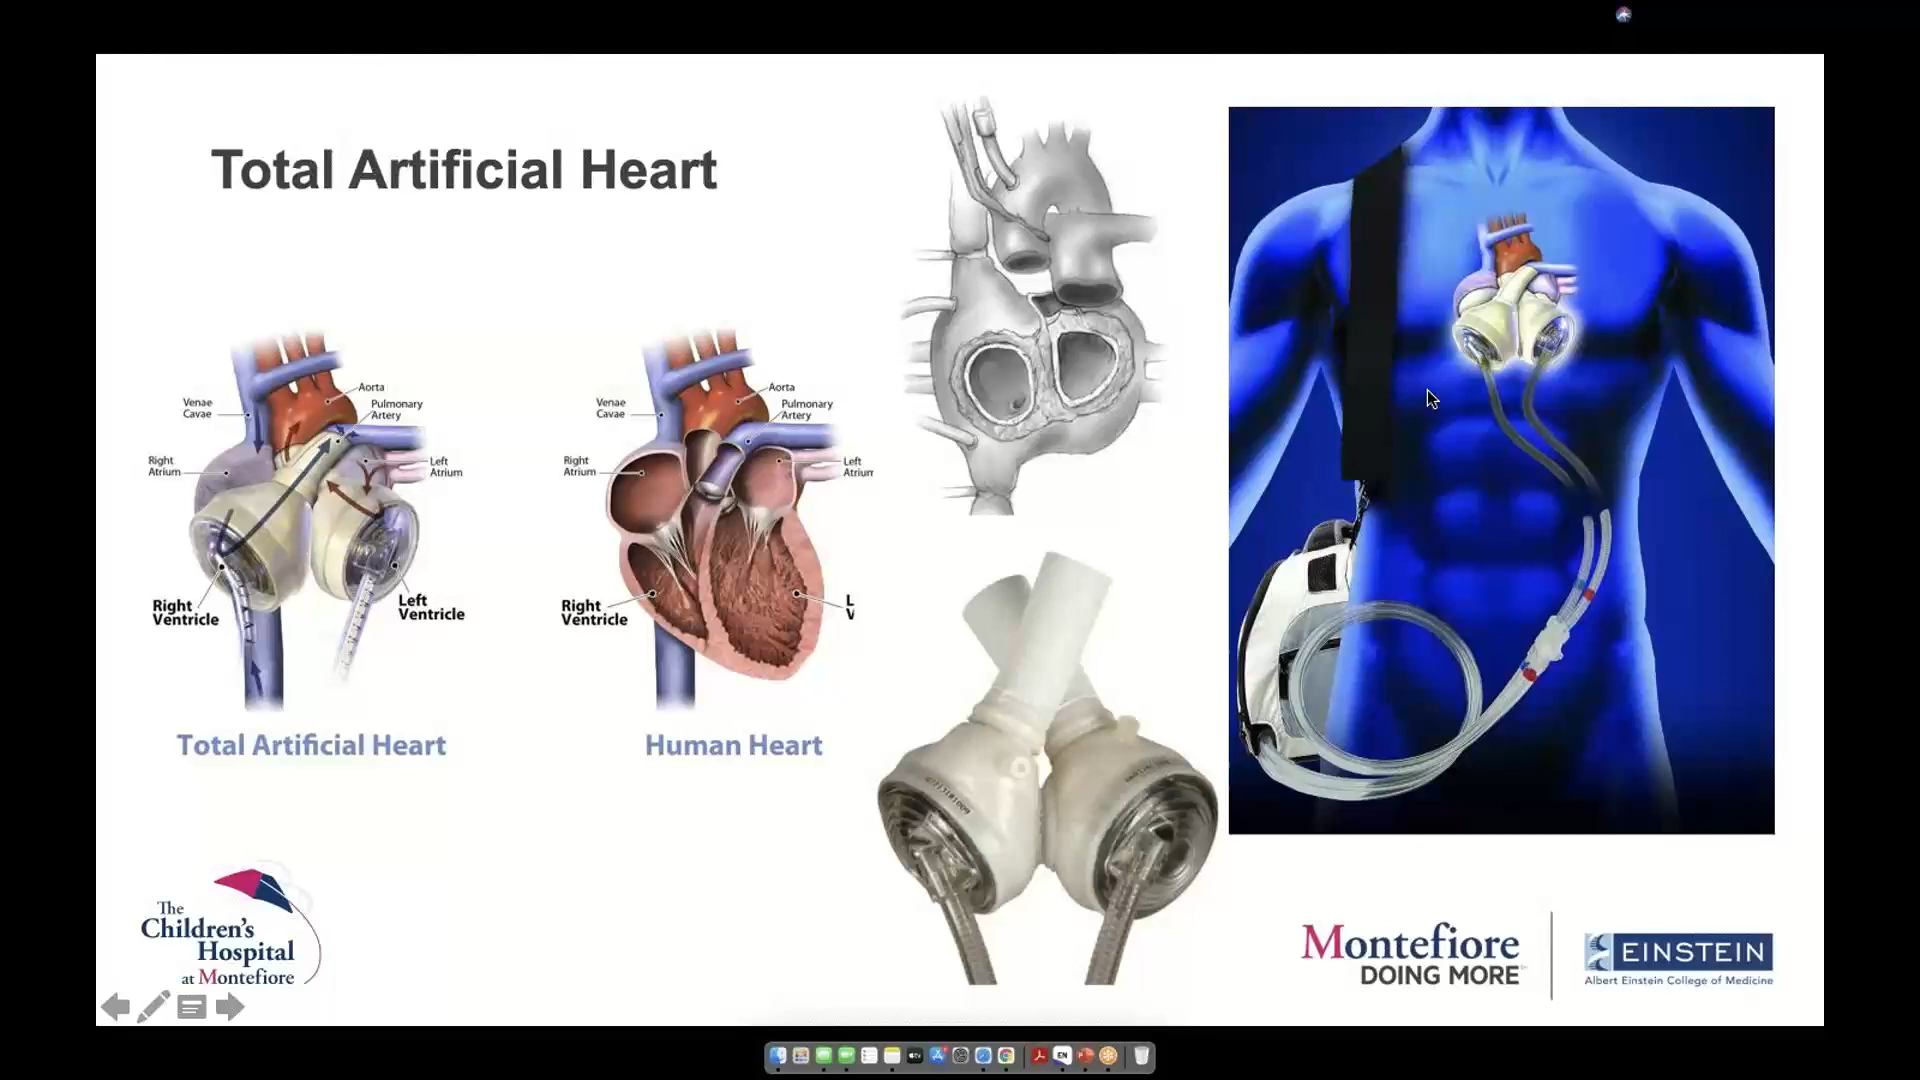 Total Artificial Heart
Aorta
Venae
Cavae
Pulmonary
Artery
Right
Atrium
Left
Atrium
Right
Ventricle
Left
Ventricle
Total Artificial Heart
Aorta
Venae
Cavae
Pulmonary
Artery
Right
Atrium
Left
Atrium
Right
Ventricle
L
V
Human Heart
The
Children's
Hospital
at Montefiore
Montefiore
DOING MORE
EINSTEIN
Albert Einstein College of Medicine
EN